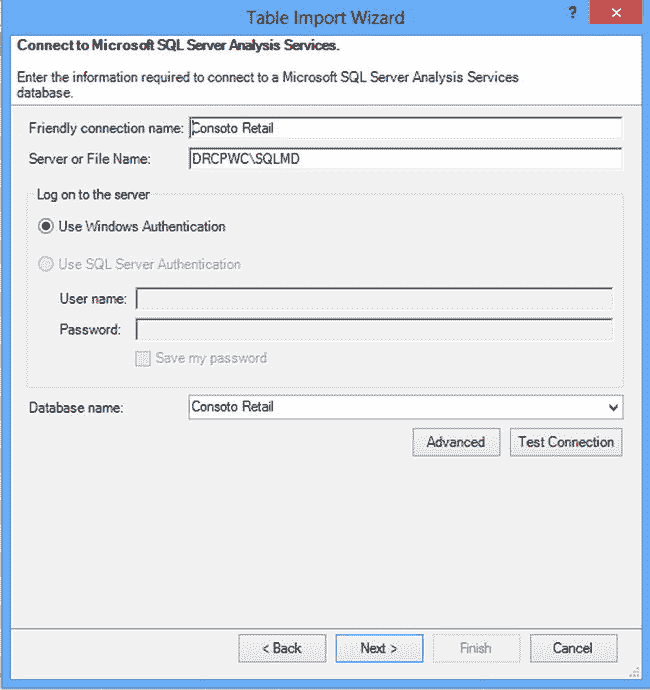 Table Import Wizard
?
Connect to Microsoft SQL Server Analysis Services.
Enter the information required to connect to a Microsoft SQL Server Analysis Services
database.
Friendly connection name: Consoto Retail
Server or File Name: DRCPWC\SQLMD
Log on to the server
Use Windows Authentication
Use SQL Server Authentication
User name:
Password:
Save my password
Database name: Consoto Retail
Advanced Test Connection
< Back Next > Finish Cancel